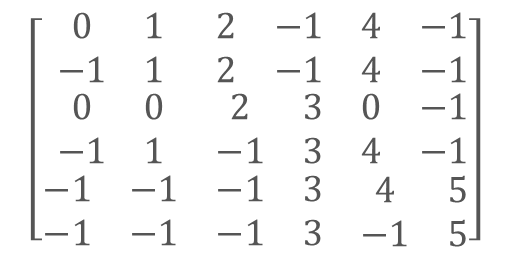 0 1 2 −1 4 −1
−1 1 2 −1 4 −1
0 0 2 3 0 −1
−1 1 −1 3 4 −1
−1 −1 −1 3 4 5
−1 −1 −1 3 −1 5